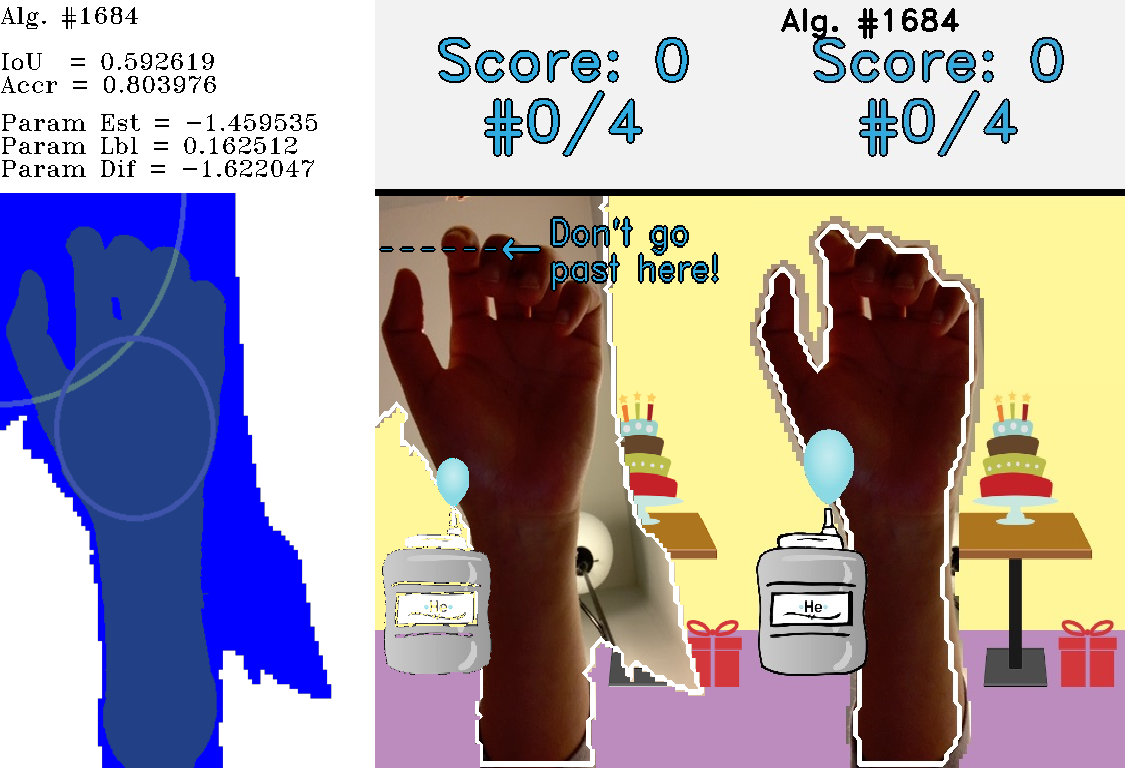 Alg. #1684
IoU = 0.592619
Accr = 0.803976
Param Est = −1.459535
Param Lbl = 0.162512
Param Dif = −1.622047
Score: 0
#0/4
Alg. #1684
Score: 0
#0/4
Don't go
past here!
He
He